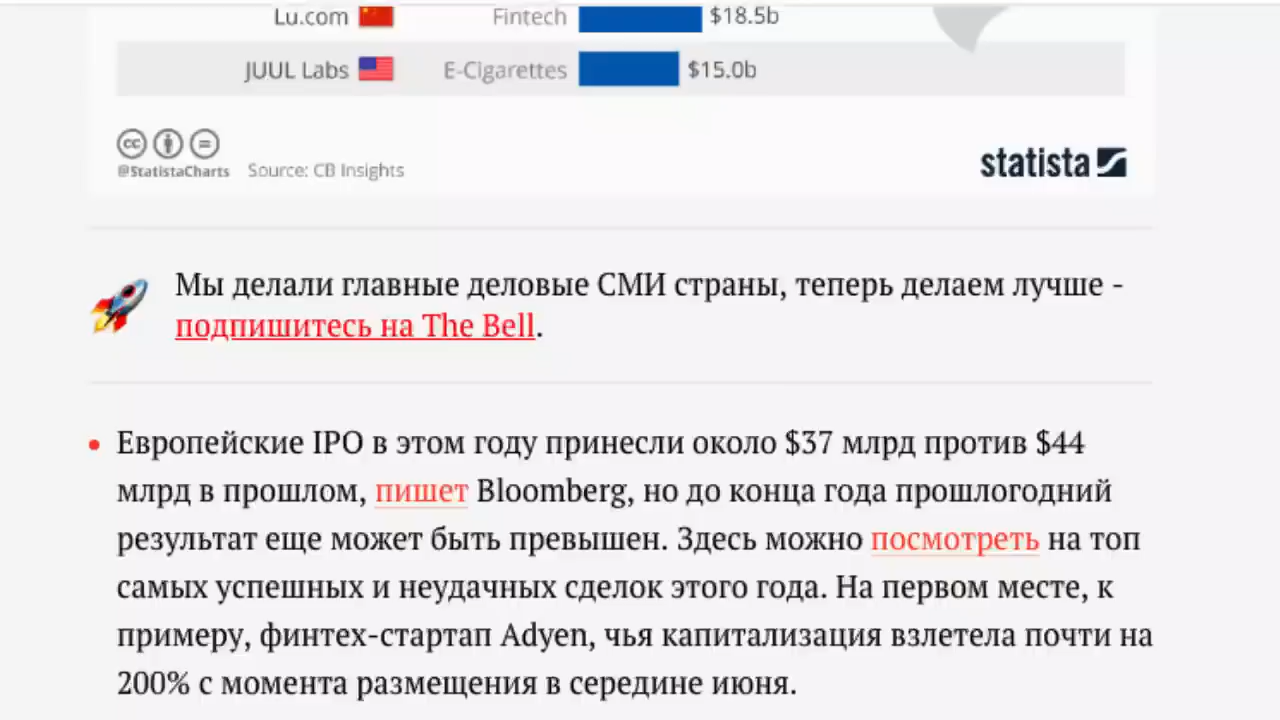 Lu.com Fintech $18.5b
JUUL Labs E-Cigarettes $15.0b
cc
@StatistaCharts Source: CB Insights
statista
Мы делали главные деловые СМИ страны, теперь делаем лучше -
подпишитесь на The Bell.
• Европейские IPO в этом году принесли около $37 млрд против $44
млрд в прошлом, пишет Bloomberg, но до конца года прошлогодний
результат еще может быть превышен. Здесь можно посмотреть на топ
самых успешных и неудачных сделок этого года. На первом месте, к
примеру, финтех-стартап Adyen, чья капитализация взлетела почти на
200% с момента размещения в середине июня.